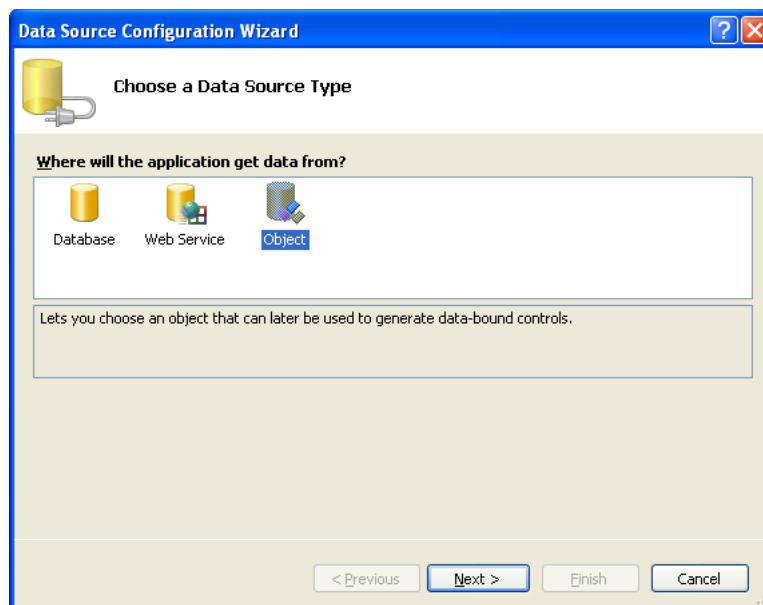 Data Source Configuration Wizard
Choose a Data Source Type
Where will the application get data from?
Database Web Service Object
Lets you choose an object that can later be used to generate data-bound controls.
< Previous Next > Finish Cancel